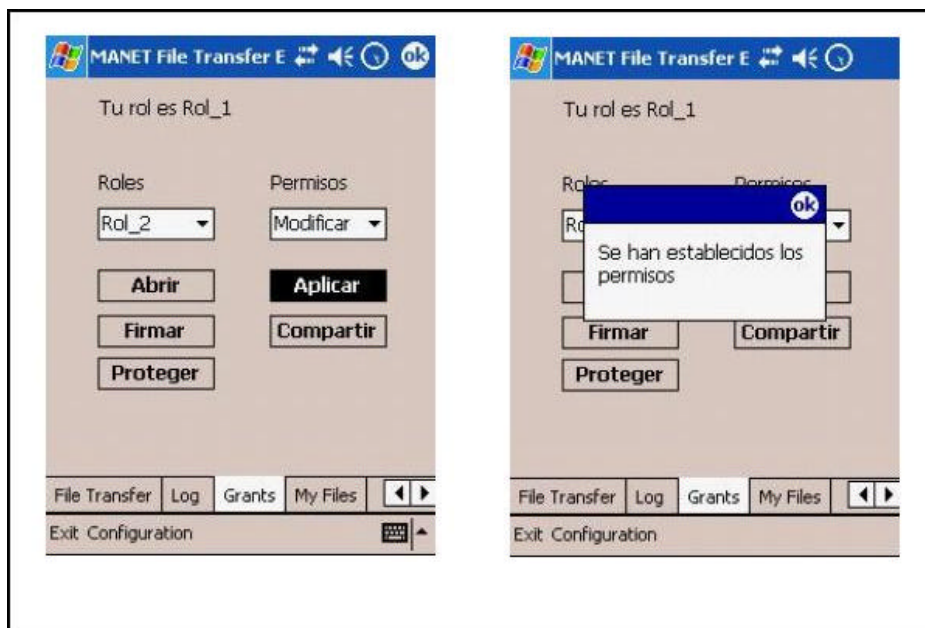 MANET File Transfer E ok
Tu rol es Rol_1
Roles Permisos
Rol_2 Modificar
Abrir Aplicar
Firmar Compartir
Proteger
File Transfer Log Grants My Files
Exit Configuration
MANET File Transfer E
Tu rol es Rol_1
ok
Se han establecidos los
permisos
Firmar Compartir
Proteger
File Transfer Log Grants My Files
Exit Configuration